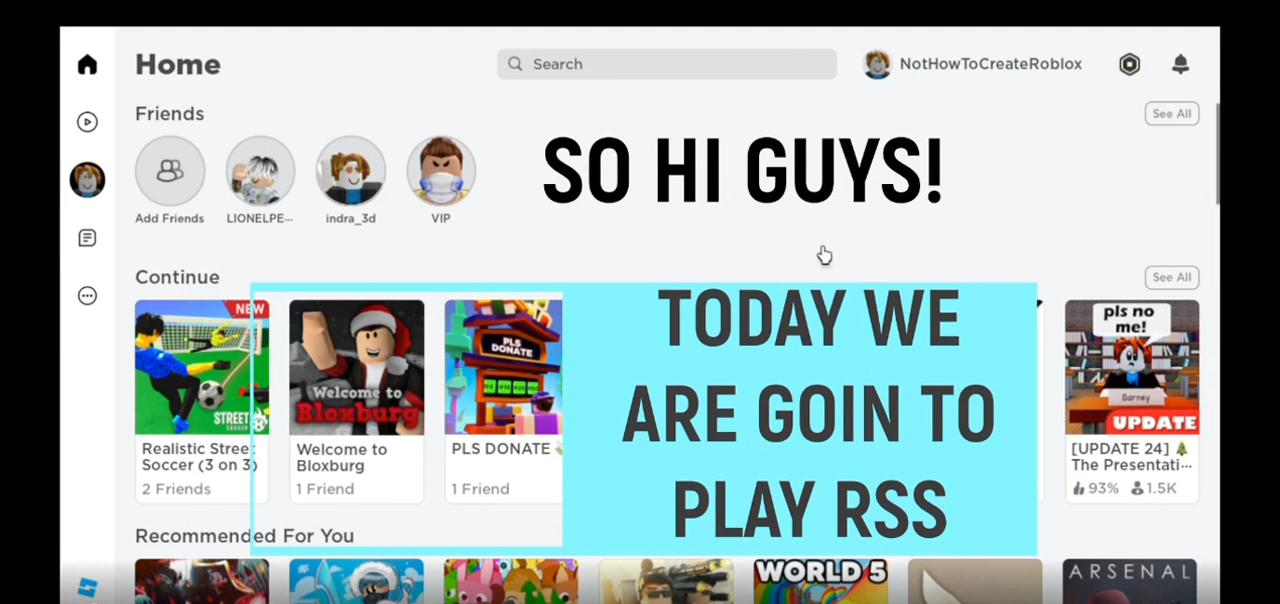 Home
Search
NotHowToCreateRoblox
Friends
See All
Add Friends
LIONELPE...
indra_3d
VIP
SO HI GUYS!
Continue
See All
NEW
STREET
SOCCER
Realistic Stree
Soccer (3 on 3)
2 Friends
Welcome to
Bloxburg
Welcome to
Bloxburg
1 Friend
PLS
DONATE
PLS DONATE
1 Friend
TODAY WE
ARE GOIN TO
PLAY RSS
pls no
me!
Barney
UPDATE
[UPDATE 24] 🎄
The Presentati...
93% 1.5K
Recommended For You
WORLD 5
ARSENAL